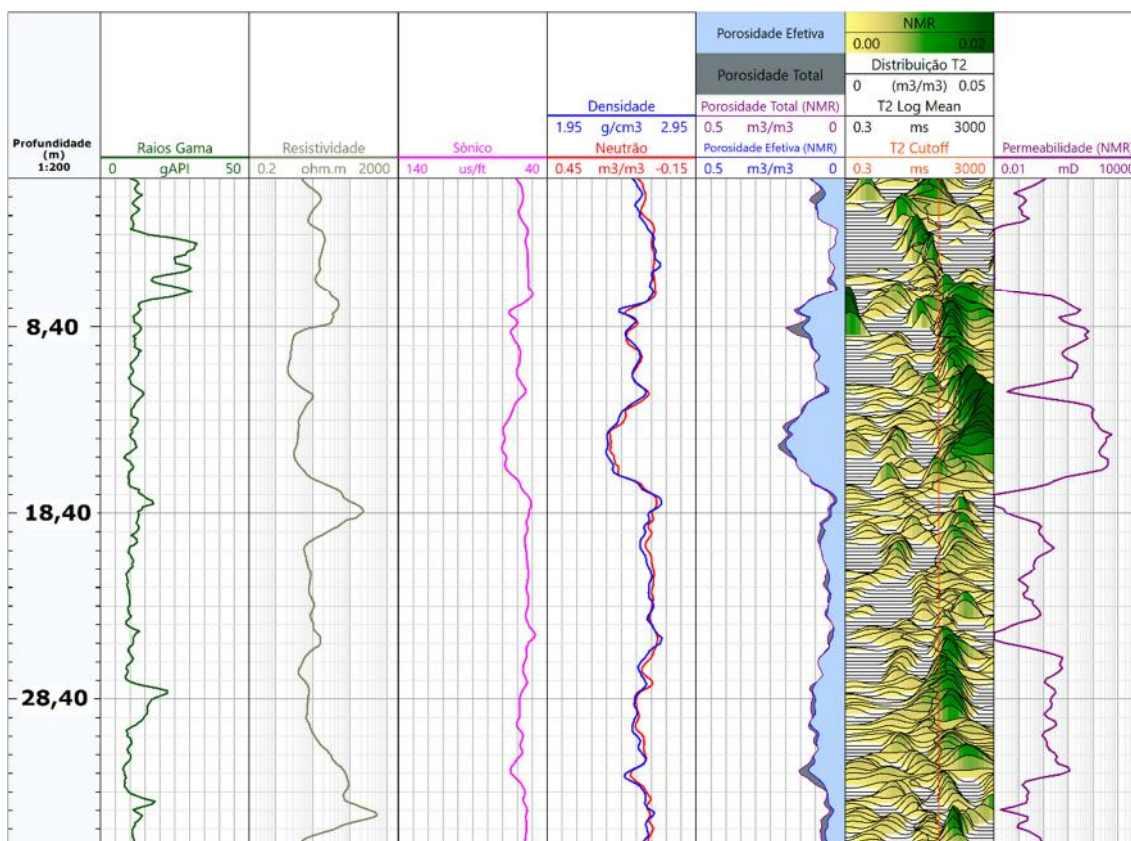 Profundidade
(m)
1:200
Raios Gama
0 gAPI 50
Resistividade
0.2 ohm.m 2000
Sônico
140 us/ft 40
Densidade
1.95 g/cm3 2.95
Neutrão
0.45 m3/m3 -0.15
Porosidade Efetiva
Porosidade Total
Porosidade Total (NMR)
0.5 m3/m3 0
Porosidade Efetiva (NMR)
0.5 m3/m3 0
NMR
0.00 0.02
Distribuição T2
0 (m3/m3) 0.05
T2 Log Mean
0.3 ms 3000
T2 Cutoff
0.3 ms 3000
Permeabilidade (NMR)
0.01 mD 10000
8,40
18,40
28,40